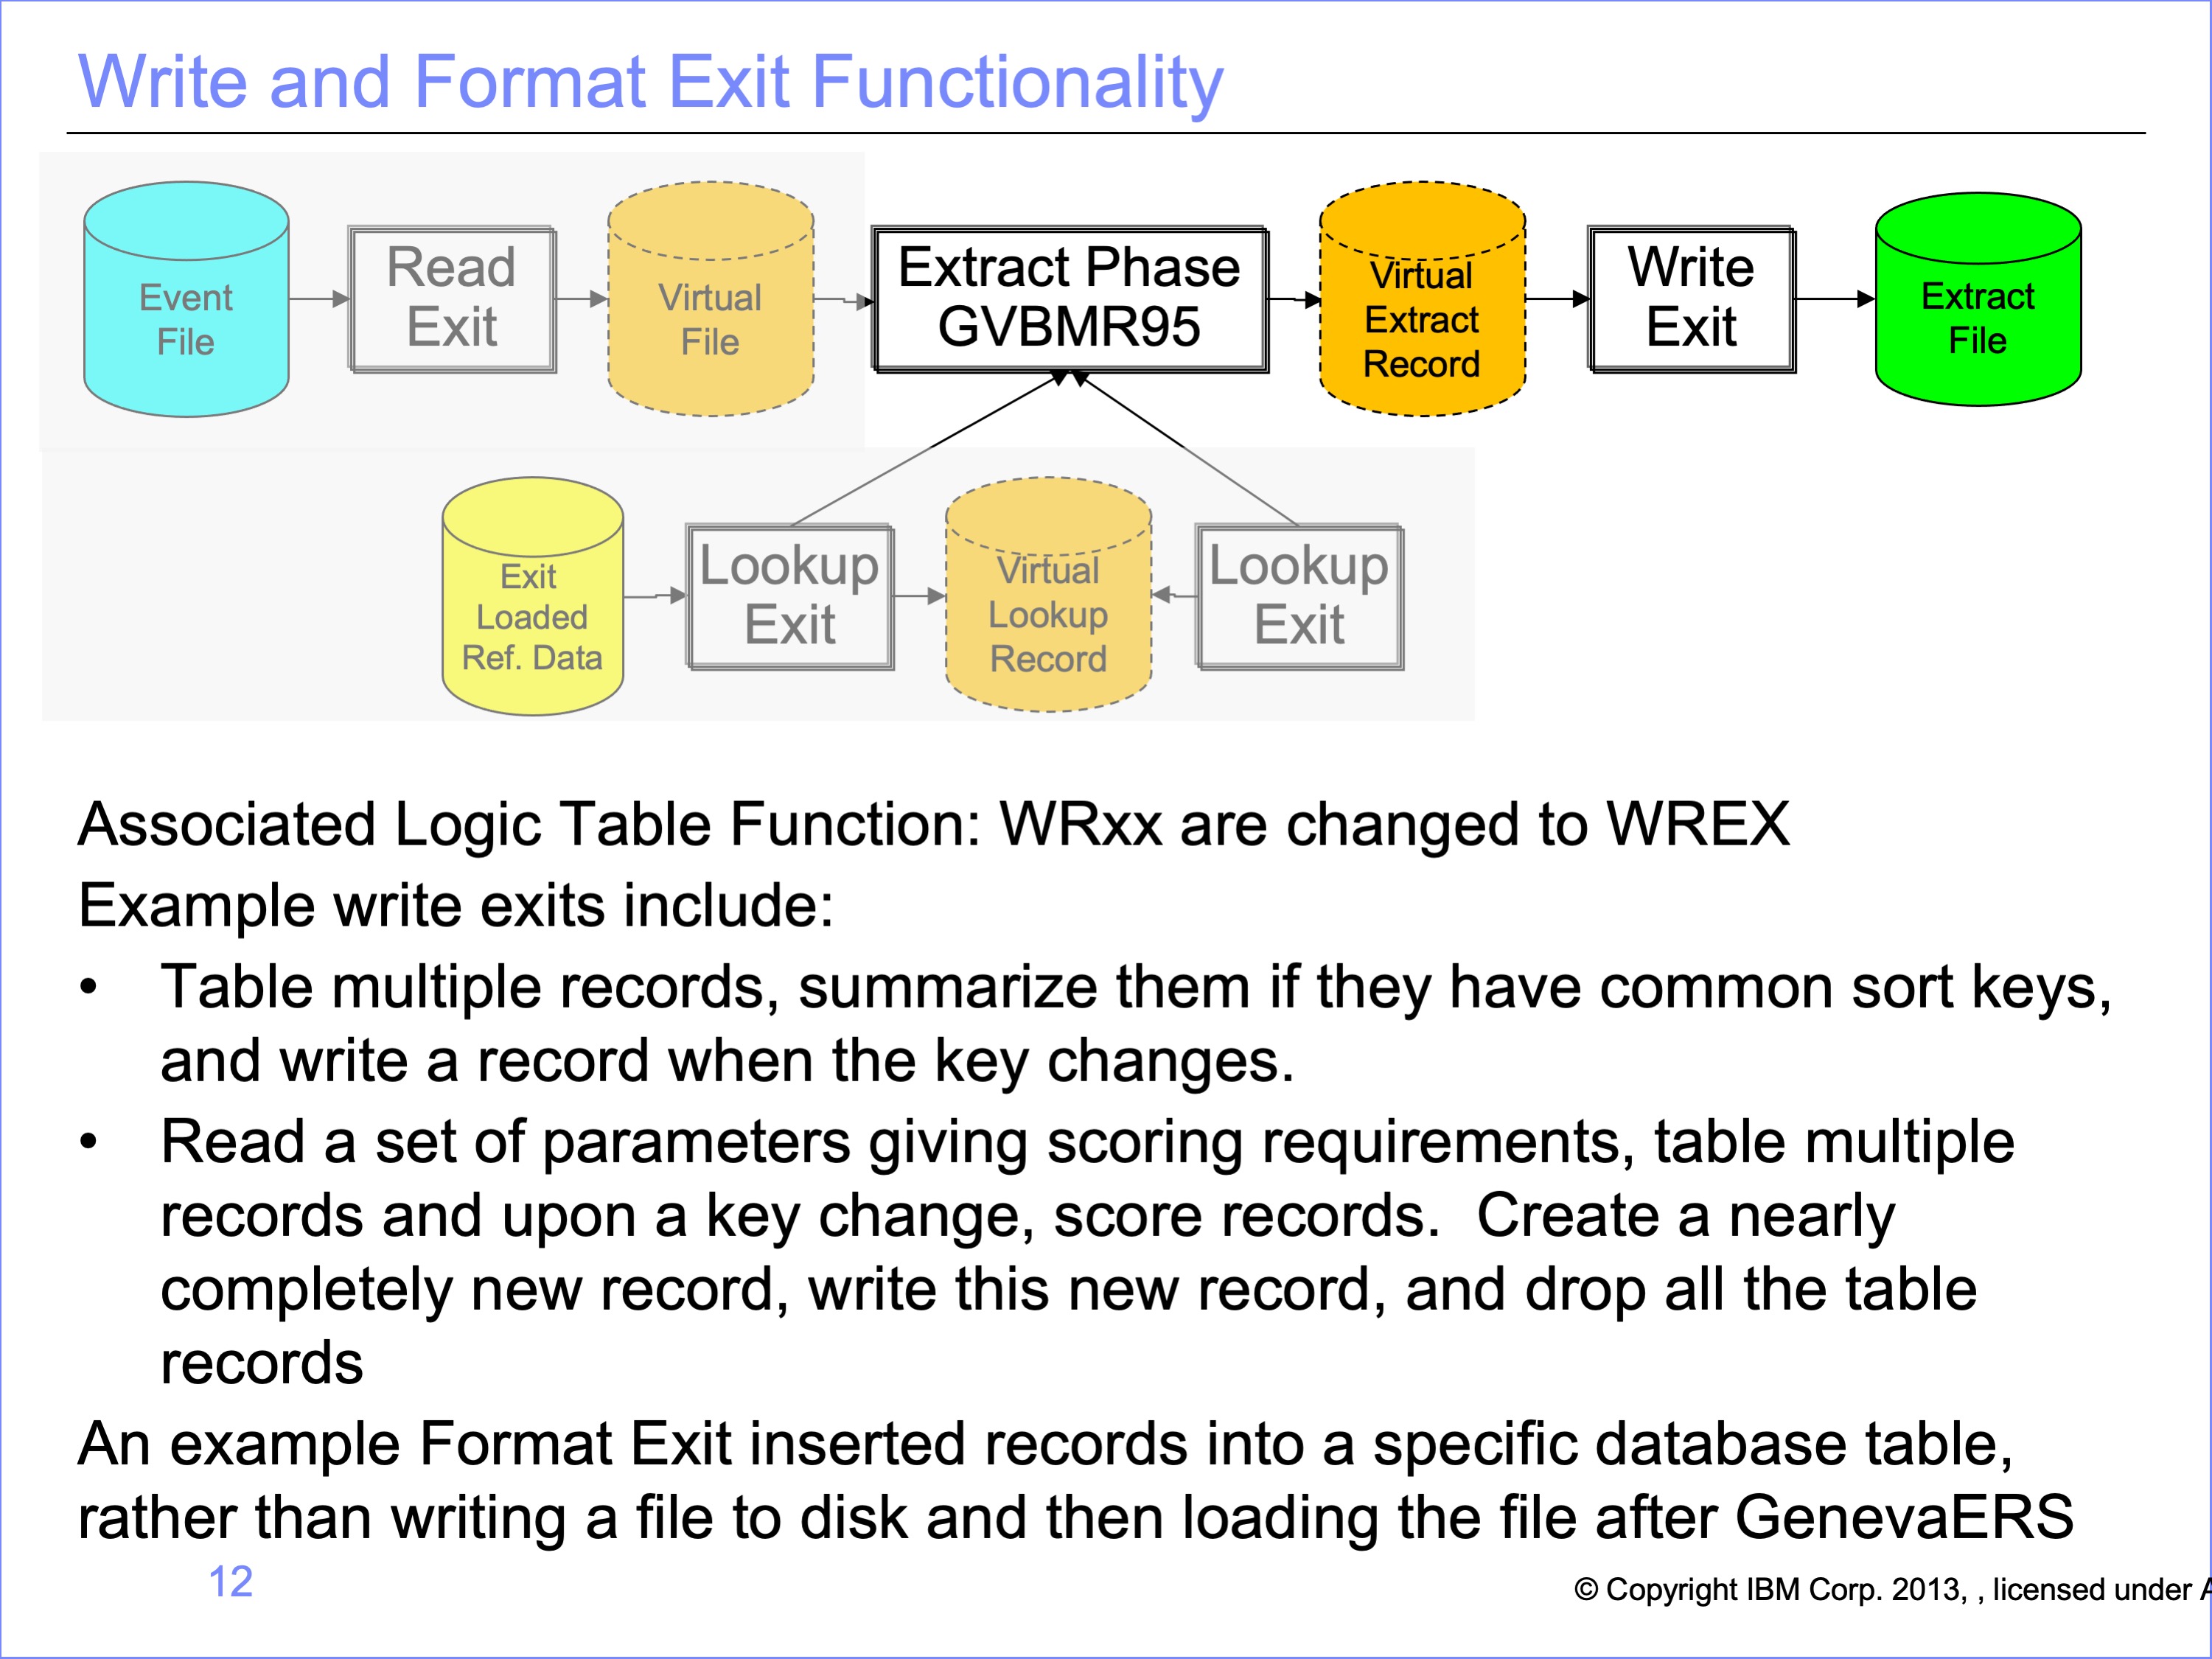 Write and Format Exit Functionality
Event
File
Read
Exit
Virtual
File
Extract Phase
GVBMR95
Virtual
Extract
Record
Write
Exit
Extract
File
Exit
Loaded
Ref. Data
Lookup
Exit
Virtual
Lookup
Record
Lookup
Exit
Associated Logic Table Function: WRxx are changed to WREX
Example write exits include:
• Table multiple records, summarize them if they have common sort keys,
and write a record when the key changes.
• Read a set of parameters giving scoring requirements, table multiple
records and upon a key change, score records.  Create a nearly
completely new record, write this new record, and drop all the table
records
An example Format Exit inserted records into a specific database table,
rather than writing a file to disk and then loading the file after GenevaERS
12
© Copyright IBM Corp. 2013, , licensed under A